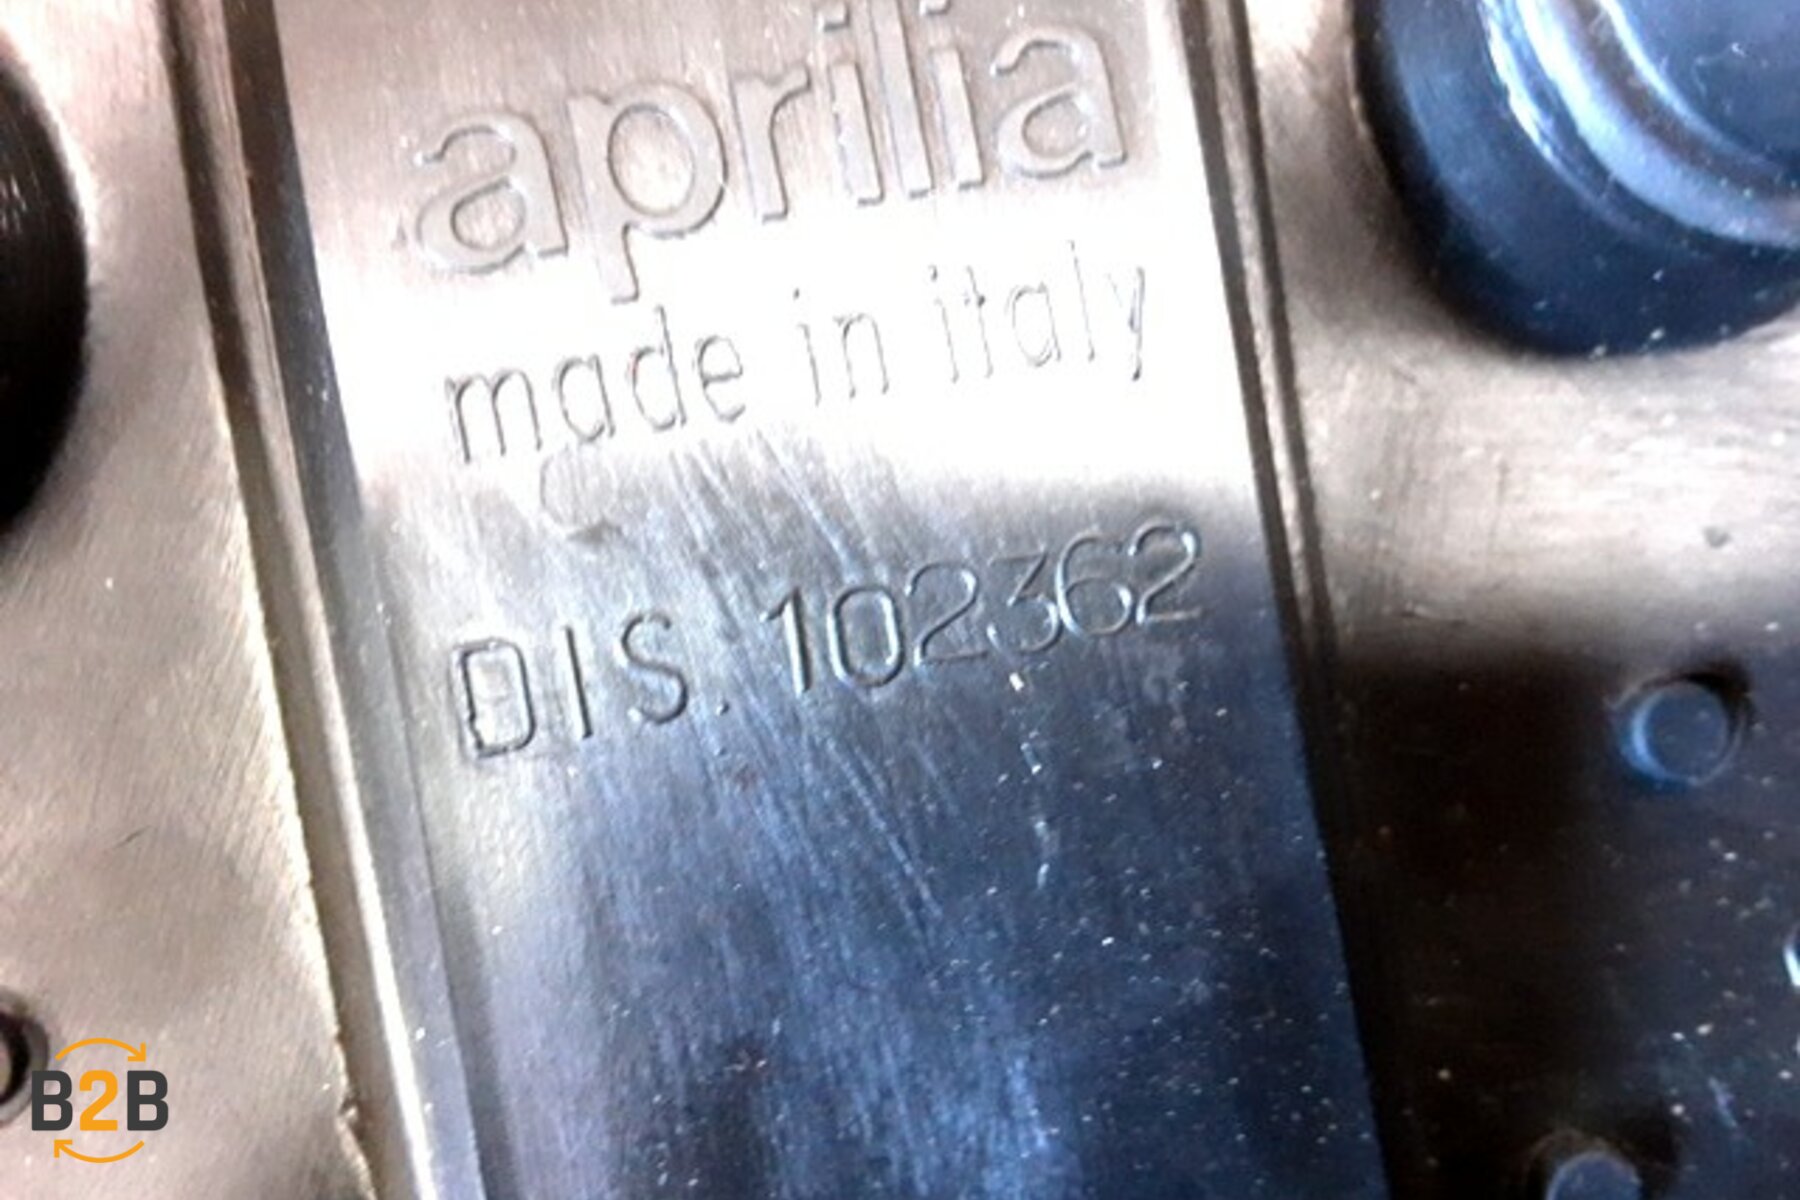 aprilia
made in italy
DIS. 102362
B2B